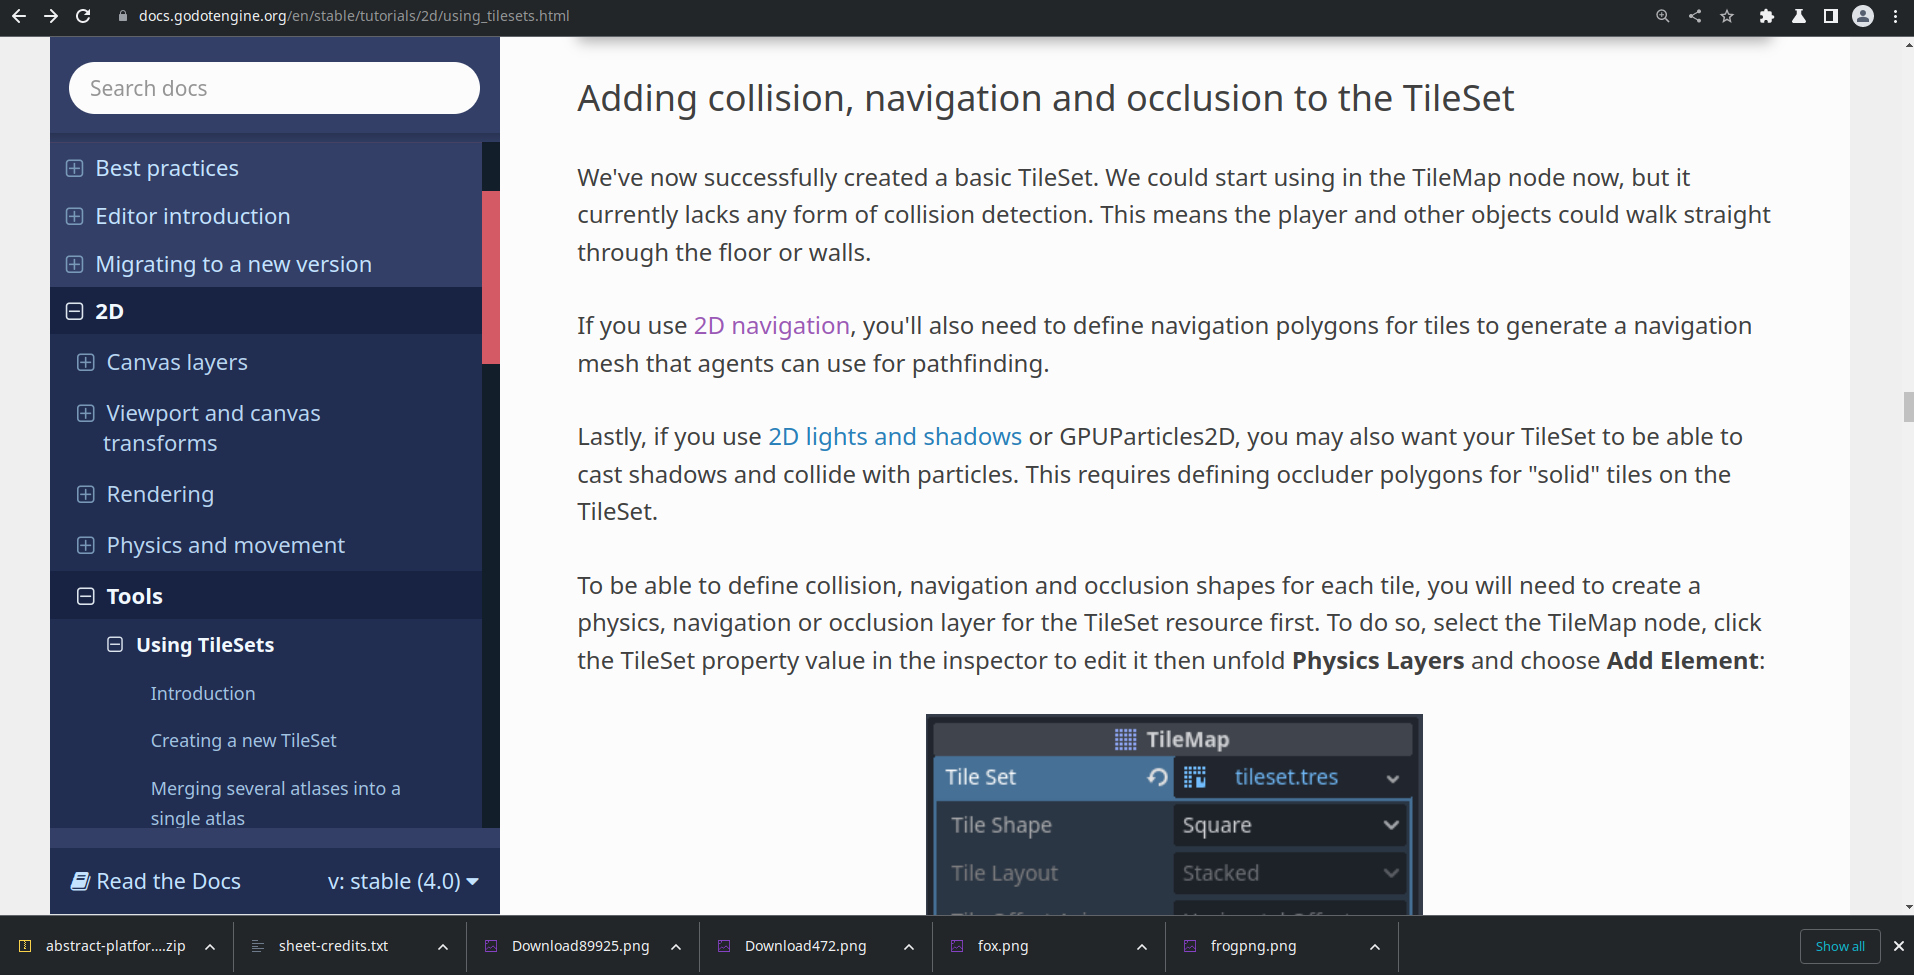 docs.godotengine.org/en/stable/tutorials/2d/using_tilesets.html
Search docs
Best practices
Editor introduction
Migrating to a new version
2D
Canvas layers
Viewport and canvas
transforms
Rendering
Physics and movement
Tools
Using TileSets
Introduction
Creating a new TileSet
Merging several atlases into a
single atlas
Read the Docs
v: stable (4.0)
Adding collision, navigation and occlusion to the TileSet
We've now successfully created a basic TileSet. We could start using in the TileMap node now, but it
currently lacks any form of collision detection. This means the player and other objects could walk straight
through the floor or walls.
If you use 2D navigation, you'll also need to define navigation polygons for tiles to generate a navigation
mesh that agents can use for pathfinding.
Lastly, if you use 2D lights and shadows or GPUParticles2D, you may also want your TileSet to be able to
cast shadows and collide with particles. This requires defining occluder polygons for "solid" tiles on the
TileSet.
To be able to define collision, navigation and occlusion shapes for each tile, you will need to create a
physics, navigation or occlusion layer for the TileSet resource first. To do so, select the TileMap node, click
the TileSet property value in the inspector to edit it then unfold Physics Layers and choose Add Element:
TileMap
Tile Set tileset.tres
Tile Shape Square
Tile Layout Stacked
abstract-platfor....zip
sheet-credits.txt
Download89925.png
Download472.png
fox.png
frogpng.png
Show all